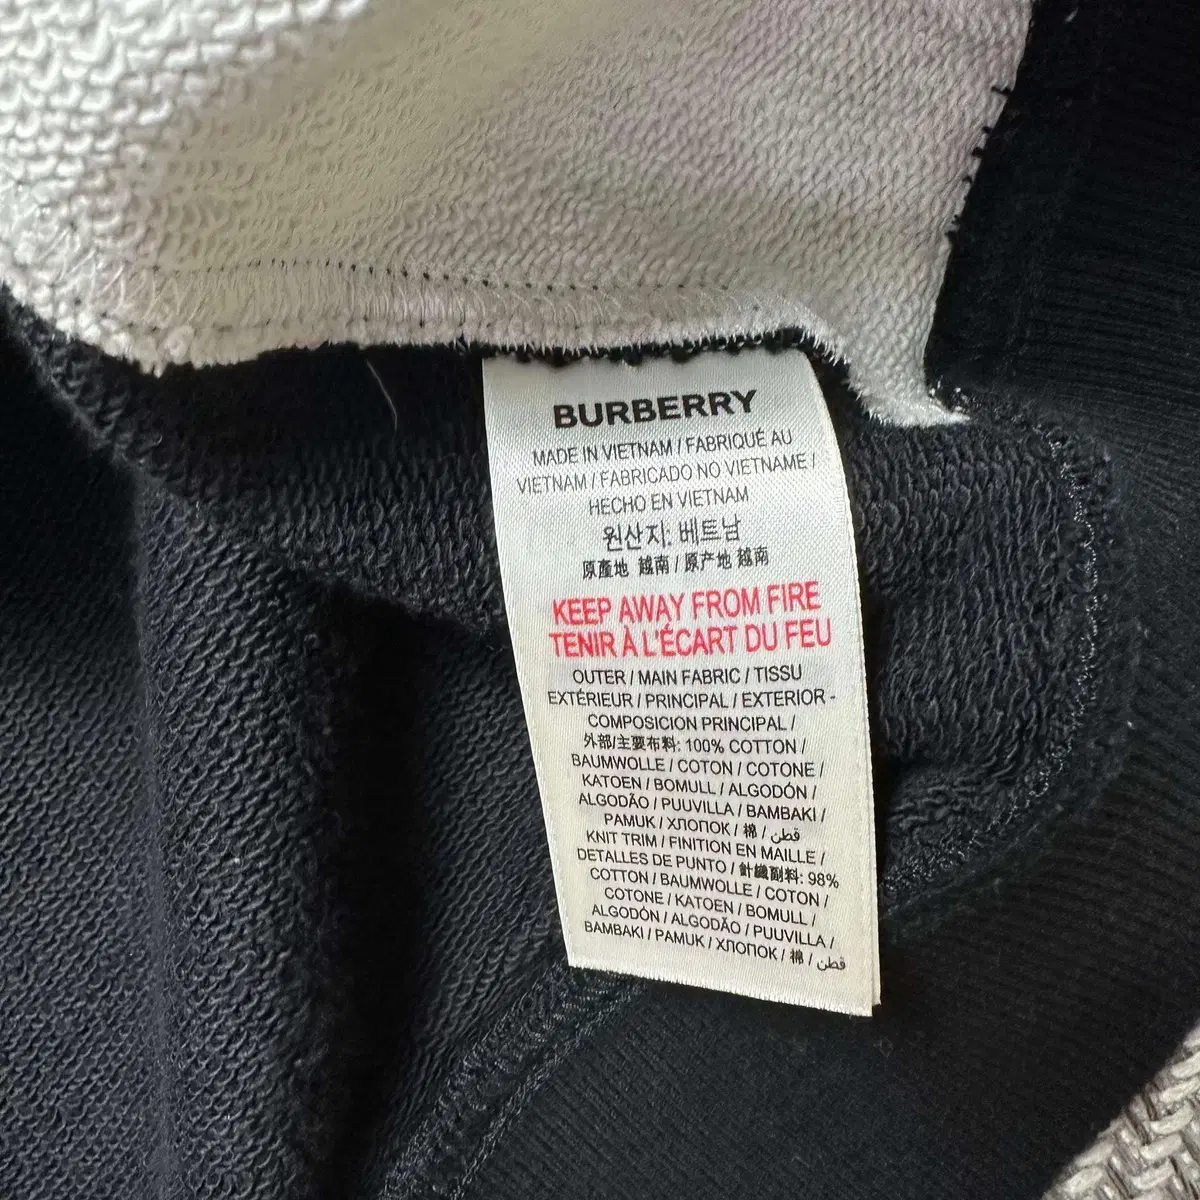 BURBERRY
MADE IN VIETNAM / FABRIQUÉ AU
VIETNAM / FABRICADO NO VIETNAME /
HECHO EN VIETNAM
원산지: 베트남
原產地 越南 / 原产地 越南
KEEP AWAY FROM FIRE
TENIR À L'ÉCART DU FEU
OUTER / MAIN FABRIC / TISSU
EXTÉRIEUR / PRINCIPAL / EXTERIOR -
COMPOSICION PRINCIPAL /
外部/主要布料: 100% COTTON /
BAUMWOLLE / COTON / COTONE /
KATOEN / BOMULL / ALGODÓN /
ALGODÃO / PUUVILLA / BAMBAKI /
PAMUK / ХЛОПОК / 棉 / قطن
KNIT TRIM / FINITION EN MAILLE /
DETALLES DE PUNTO / 針織副料: 98%
COTTON / BAUMWOLLE / COTON /
COTONE / KATOEN / BOMULL /
ALGODÓN / ALGODÃO / PUUVILLA /
BAMBAKI / PAMUK / ХЛОПОК / 棉 / قطن